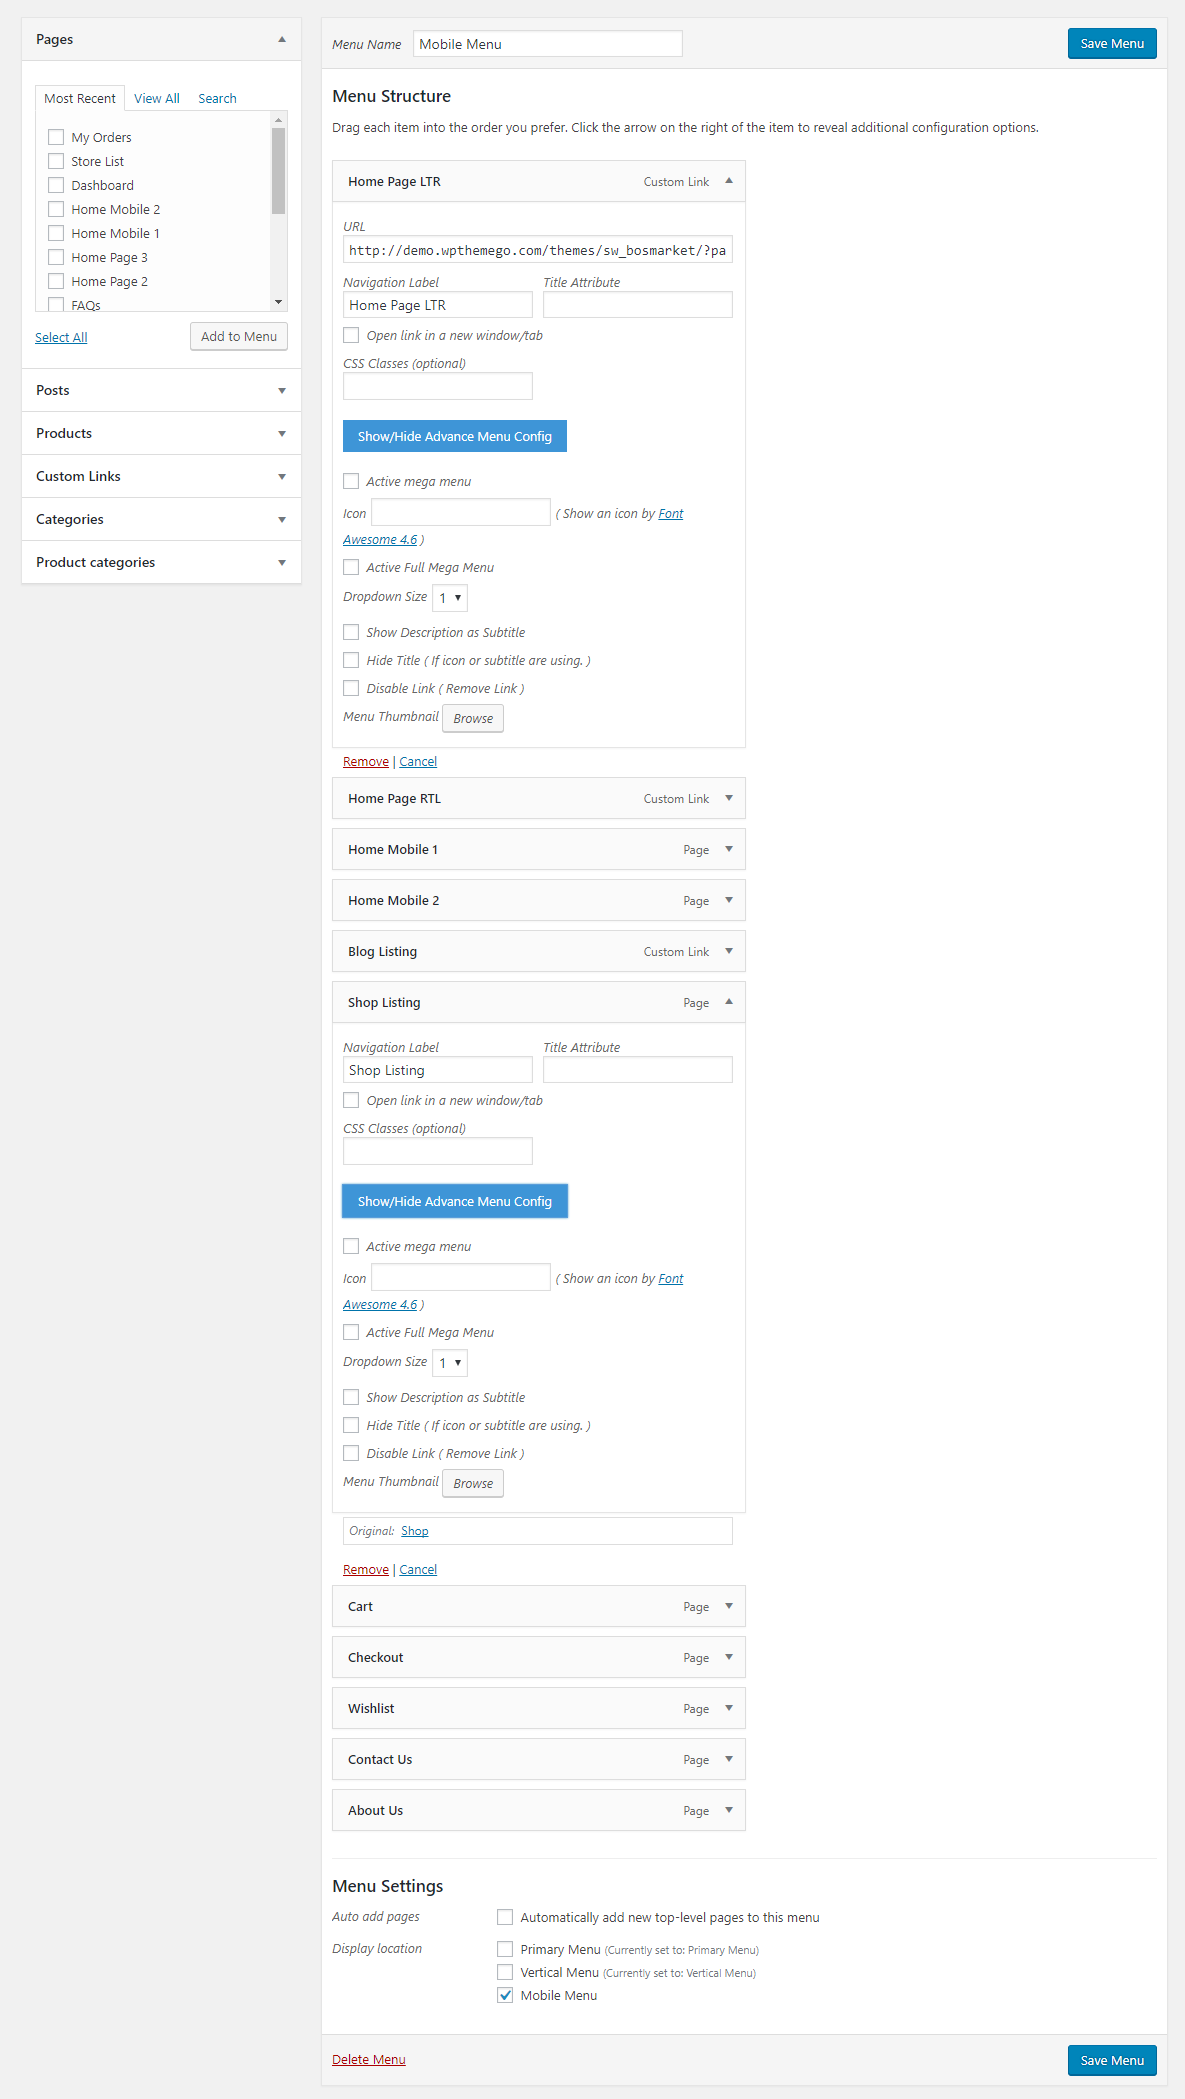 Pages
Most Recent View All Search
My Orders
Store List
Dashboard
Home Mobile 2
Home Mobile 1
Home Page 3
Home Page 2
FAQs
Select All Add to Menu
Posts
Products
Custom Links
Categories
Product categories
Menu Name Mobile Menu Save Menu
Menu Structure
Drag each item into the order you prefer. Click the arrow on the right of the item to reveal additional configuration options.
Home Page LTR Custom Link
URL
http://demo.wpthemego.com/themes/sw_bosmarket/?pa
Navigation Label Title Attribute
Home Page LTR
Open link in a new window/tab
CSS Classes (optional)
Show/Hide Advance Menu Config
Active mega menu
Icon ( Show an icon by Font
Awesome 4.6 )
Active Full Mega Menu
Dropdown Size 1
Show Description as Subtitle
Hide Title ( If icon or subtitle are using. )
Disable Link ( Remove Link )
Menu Thumbnail Browse
Remove | Cancel
Home Page RTL Custom Link
Home Mobile 1 Page
Home Mobile 2 Page
Blog Listing Custom Link
Shop Listing Page
Navigation Label Title Attribute
Shop Listing
Open link in a new window/tab
CSS Classes (optional)
Show/Hide Advance Menu Config
Active mega menu
Icon ( Show an icon by Font
Awesome 4.6 )
Active Full Mega Menu
Dropdown Size 1
Show Description as Subtitle
Hide Title ( If icon or subtitle are using. )
Disable Link ( Remove Link )
Menu Thumbnail Browse
Original: Shop
Remove | Cancel
Cart Page
Checkout Page
Wishlist Page
Contact Us Page
About Us Page
Menu Settings
Auto add pages Automatically add new top-level pages to this menu
Display location Primary Menu (Currently set to: Primary Menu)
Vertical Menu (Currently set to: Vertical Menu)
Mobile Menu
Delete Menu Save Menu